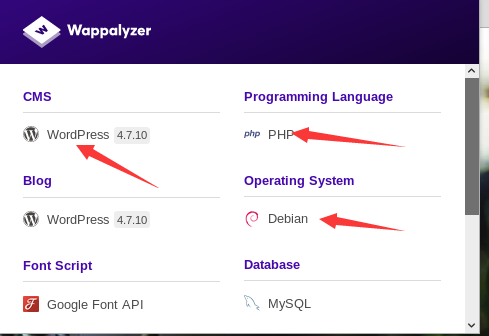 Wappalyzer
CMS
WordPress 4.7.10
Programming Language
php PHP
Blog
WordPress 4.7.10
Operating System
Debian
Font Script
Google Font API
Database
MySQL